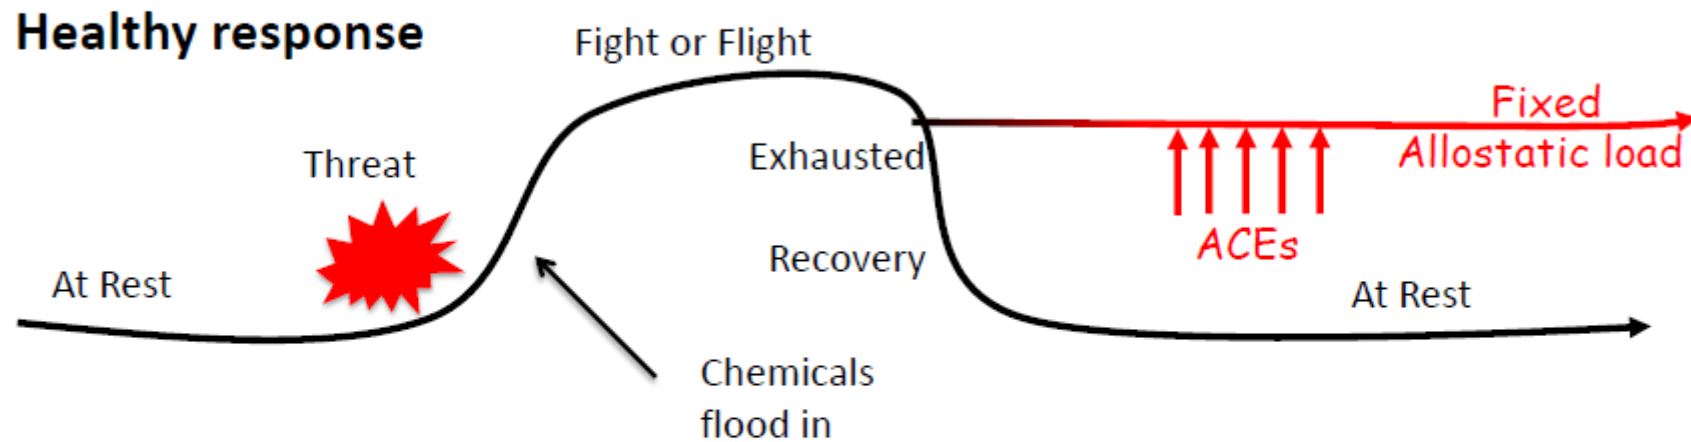 Healthy response
Fight or Flight
Fixed
Allostatic load
Threat
Exhausted
ACEs
Recovery
At Rest
At Rest
Chemicals
flood in